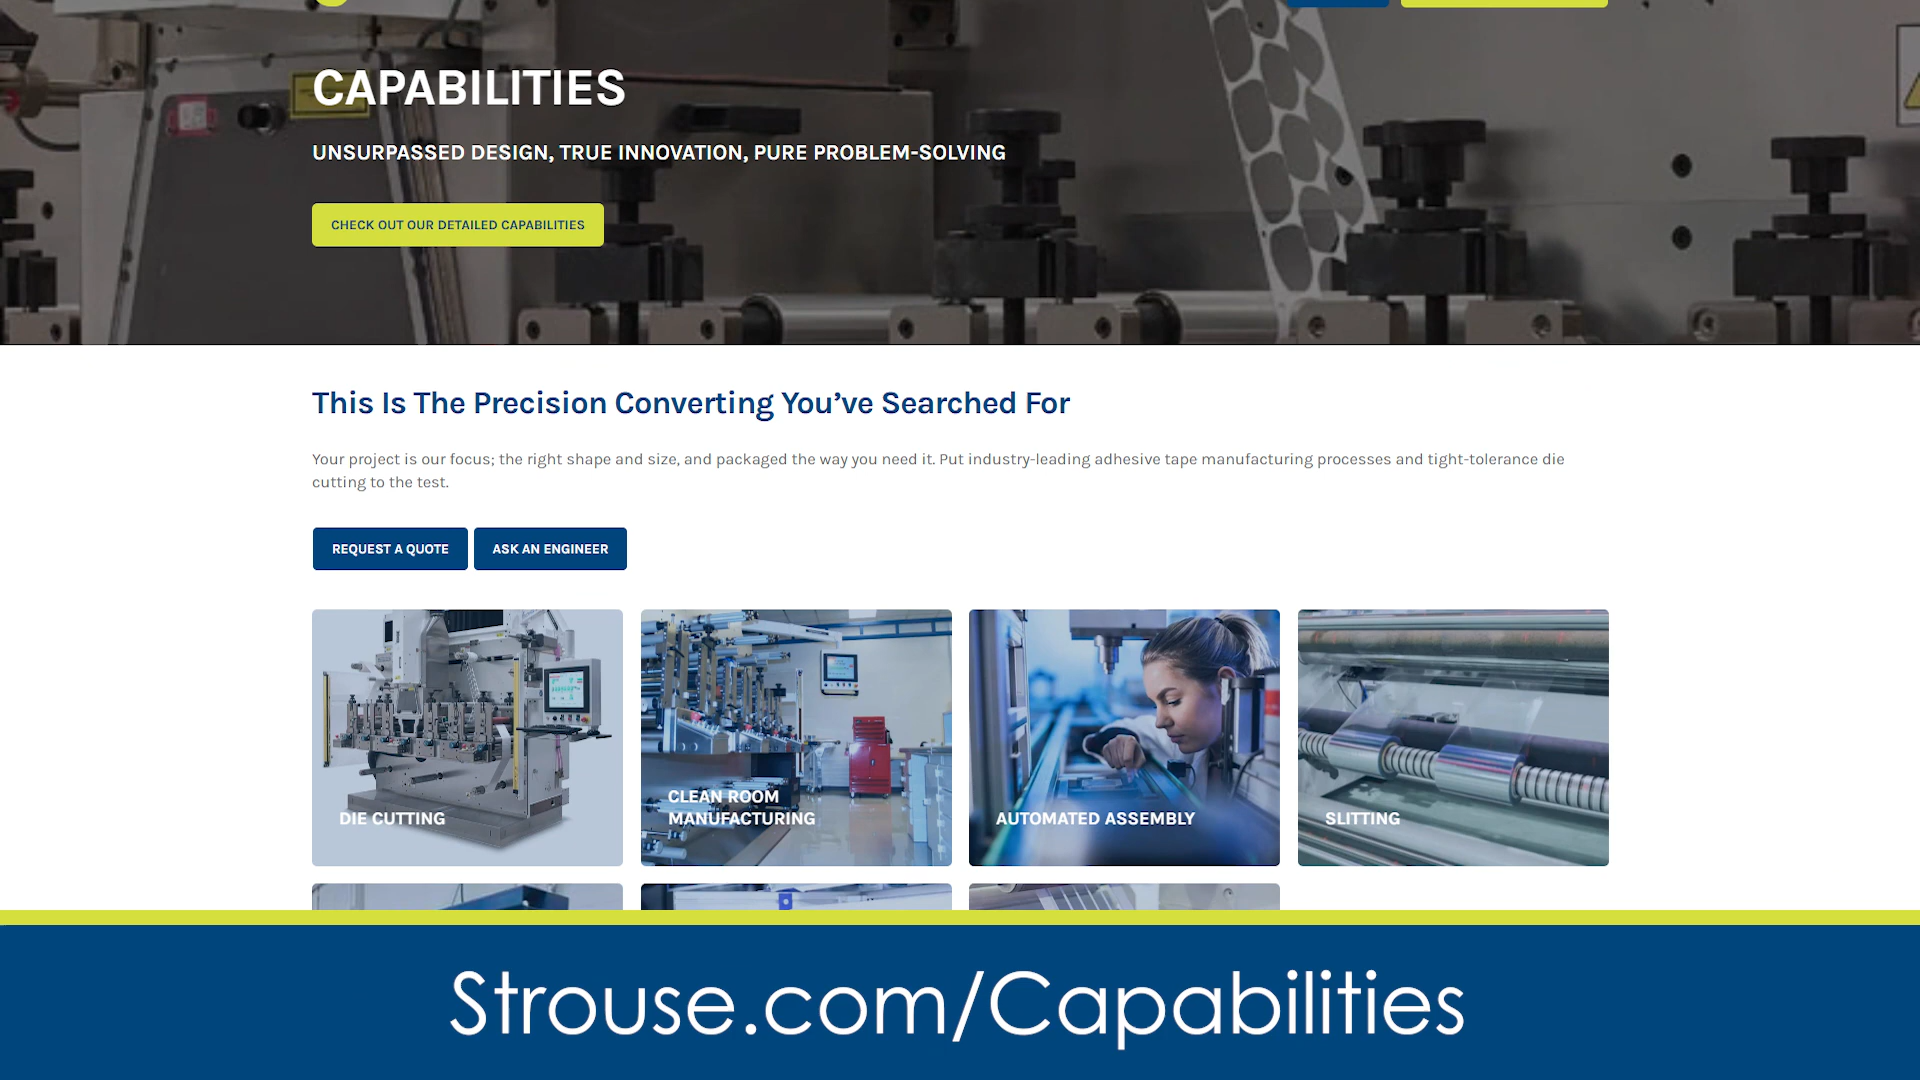 CAPABILITIES
UNSURPASSED DESIGN, TRUE INNOVATION, PURE PROBLEM-SOLVING
CHECK OUT OUR DETAILED CAPABILITIES
This Is The Precision Converting You’ve Searched For
Your project is our focus; the right shape and size, and packaged the way you need it. Put industry-leading adhesive tape manufacturing processes and tight-tolerance die
cutting to the test.
REQUEST A QUOTE
ASK AN ENGINEER
DIE CUTTING
CLEAN ROOM
MANUFACTURING
AUTOMATED ASSEMBLY
SLITTING
Strouse.com/Capabilities